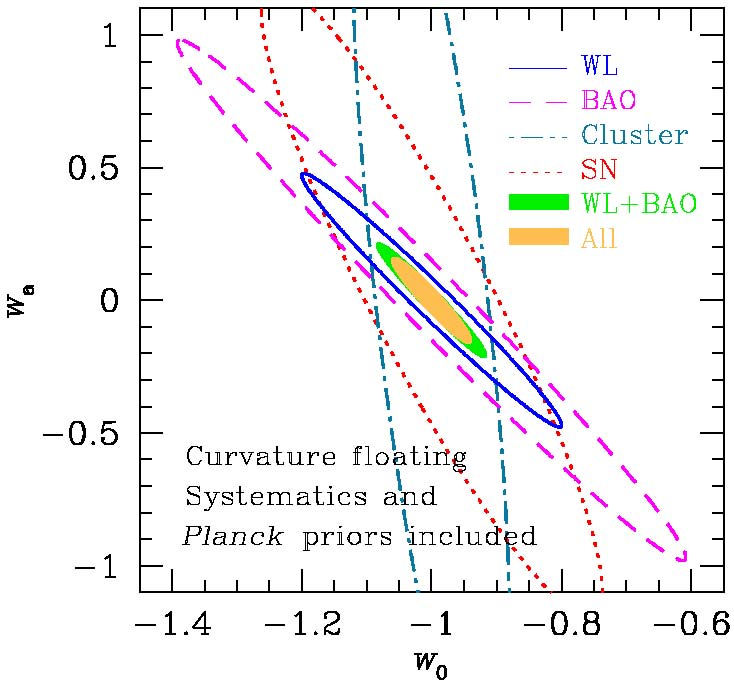 1
0.5
0
−0.5
−1
−1.4
−1.2
−1
−0.8
−0.6
wa
w0
WL
BAO
Cluster
SN
WL+BAO
All
Curvature floating
Systematics and
Planck priors included